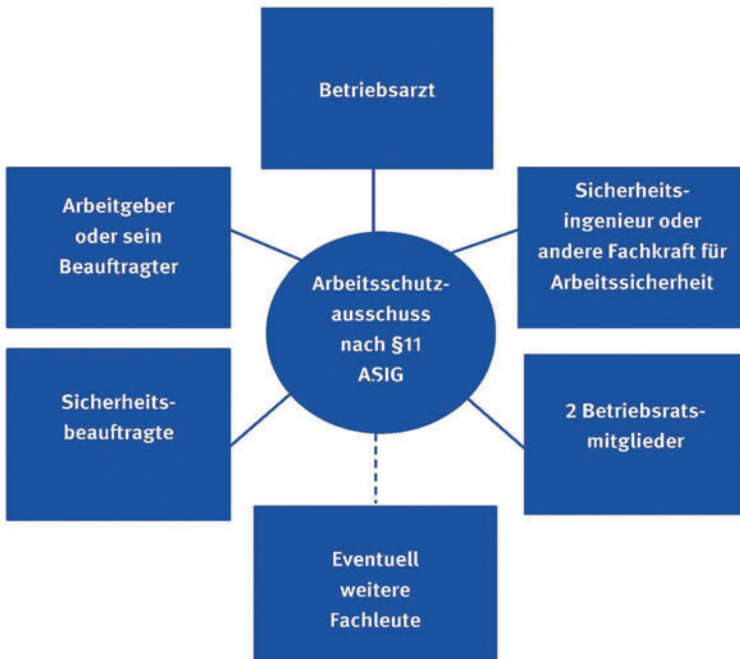 Betriebsarzt
Arbeitgeber
oder sein
Beauftragter
Sicherheits-
ingenieur oder
andere Fachkraft für
Arbeitssicherheit
Arbeitsschutz-
ausschuss
nach §11
ASIG
Sicherheits-
beauftragte
2 Betriebsrats-
mitglieder
Eventuell
weitere
Fachleute